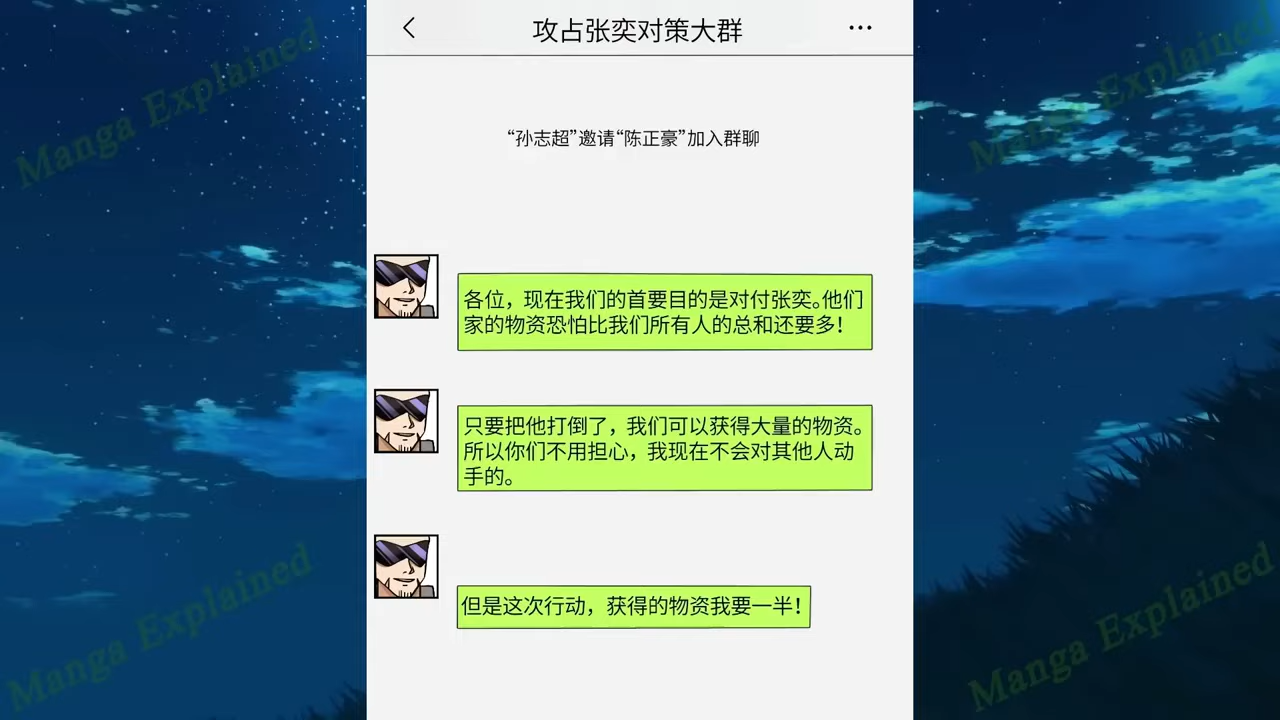 攻占张奕对策大群
“孙志超”邀请“陈正豪”加入群聊
各位，现在我们的首要目的是对付张奕。他们
家的物资恐怕比我们所有人的总和还要多！
只要把他打倒了，我们可以获得大量的物资。
所以你们不用担心，我现在不会对其他人动
手的。
但是这次行动，获得的物资我要一半！
Manga Explained
Manga Explained
Manga Explained
Manga Explained